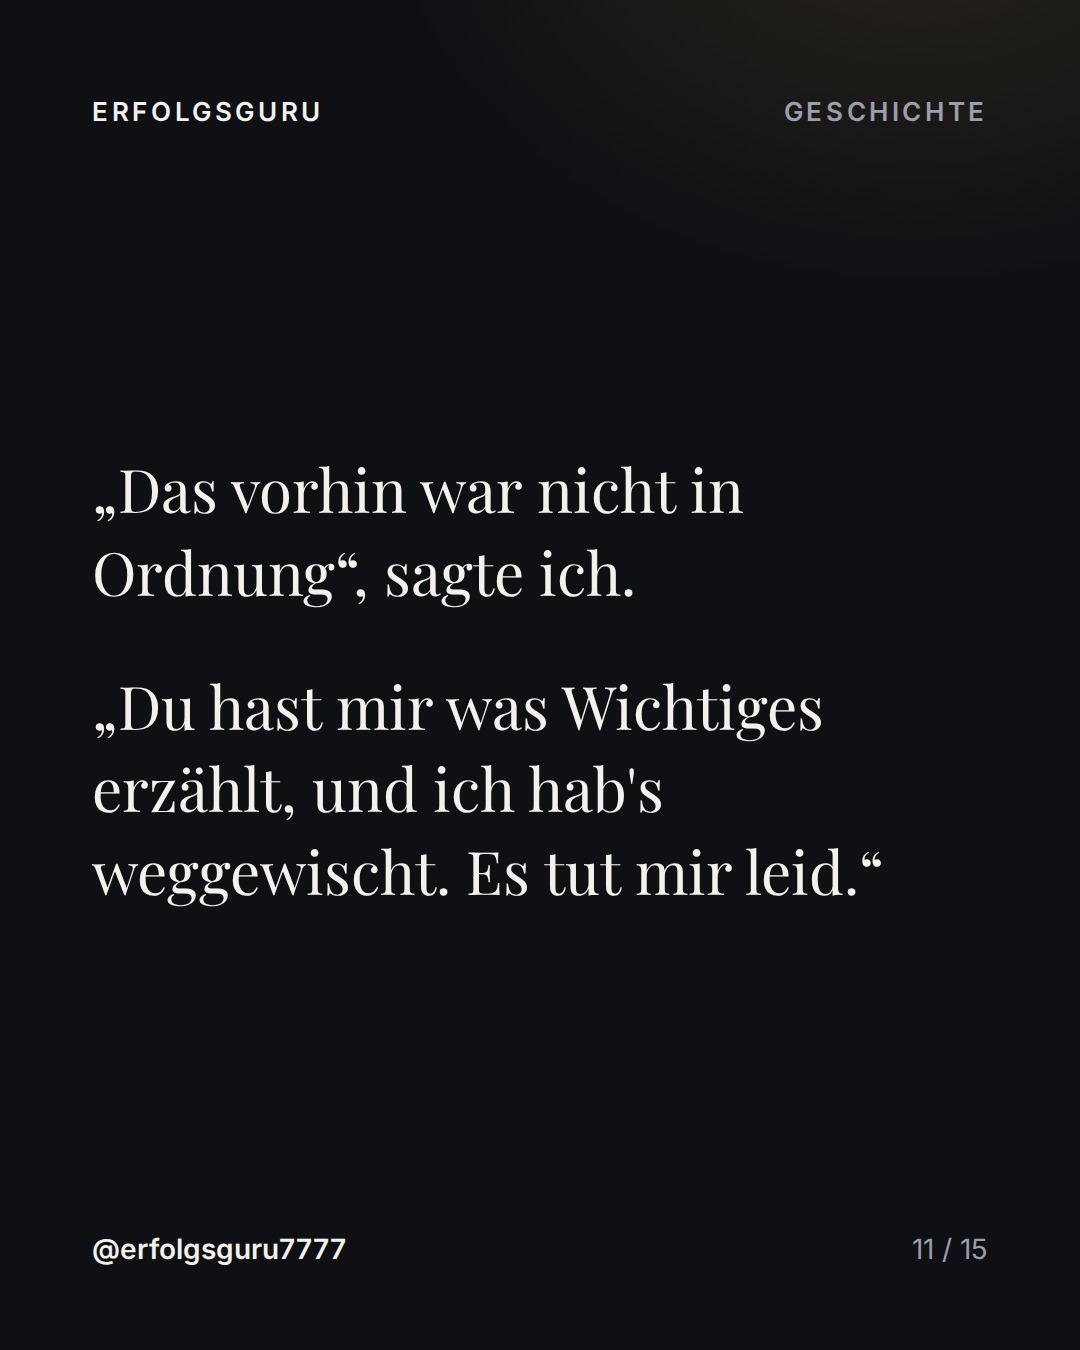 ERFOLGSGURU
GESCHICHTE
„Das vorhin war nicht in
Ordnung“, sagte ich.
„Du hast mir was Wichtiges
erzählt, und ich hab's
weggewischt. Es tut mir leid.“
@erfolgsguru7777
11 / 15